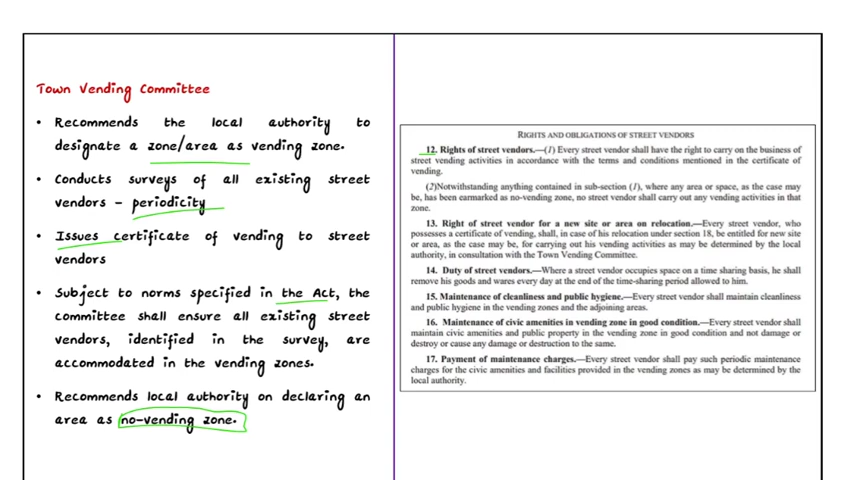 Town Vending Committee
• Recommends the local authority to
designate a zone/area as vending zone.
• Conducts surveys of all existing street
vendors – periodicity
• Issues certificate of vending to street
vendors
• Subject to norms specified in the Act, the
committee shall ensure all existing street
vendors, identified in the survey, are
accommodated in the vending zones.
• Recommends local authority on declaring an
area as no-vending zone.
RIGHTS AND OBLIGATIONS OF STREET VENDORS
12. Rights of street vendors.—(1) Every street vendor shall have the right to carry on the business of
street vending activities in accordance with the terms and conditions mentioned in the certificate of
vending.
(2)Notwithstanding anything contained in sub-section (1), where any area or space, as the case may
be, has been earmarked as no-vending zone, no street vendor shall carry out any vending activities in that
zone.
13. Right of street vendor for a new site or area on relocation.—Every street vendor, who
possesses a certificate of vending, shall, in case of his relocation under section 18, be entitled for new site
or area, as the case may be, for carrying out his vending activities as may be determined by the local
authority, in consultation with the Town Vending Committee.
14. Duty of street vendors.—Where a street vendor occupies space on a time sharing basis, he shall
remove his goods and wares every day at the end of the time-sharing period allowed to him.
15. Maintenance of cleanliness and public hygiene.—Every street vendor shall maintain cleanliness
and public hygiene in the vending zones and the adjoining areas.
16. Maintenance of civic amenities in vending zone in good condition.—Every street vendor shall
maintain civic amenities and public property in the vending zone in good condition and not damage or
destroy or cause any damage or destruction to the same.
17. Payment of maintenance charges.—Every street vendor shall pay such periodic maintenance
charges for the civic amenities and facilities provided in the vending zones as may be determined by the
local authority.